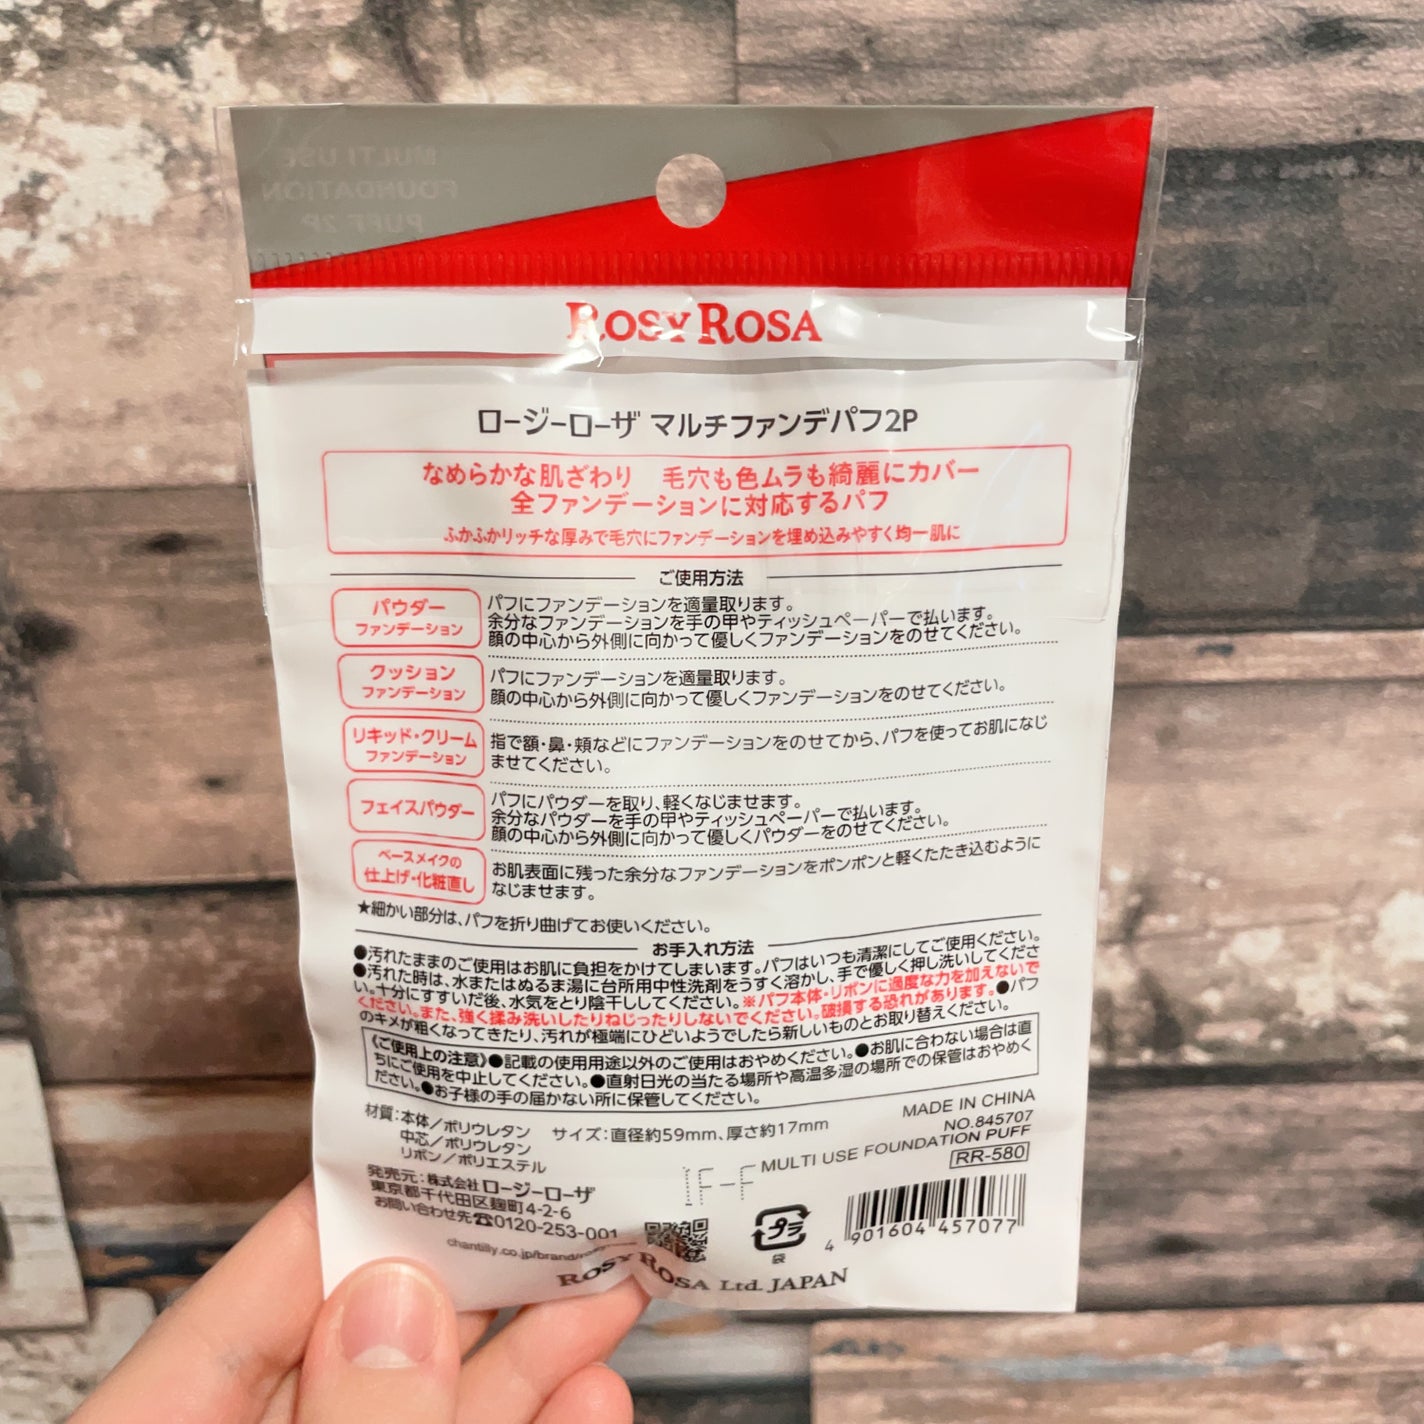 MULTI USE
FOUNDATION
PUFF 2P
ROSY ROSA
ロージーローザ マルチファンデパフ2P
なめらかな肌ざわり 毛穴も色ムラも綺麗にカバー
全ファンデーションに対応するパフ
ふかふかリッチな厚みで毛穴にファンデーションを埋め込みやすく均一肌に
ご使用方法
パウダー
ファンデーション
パフにファンデーションを適量取ります。
余分なファンデーションを手の甲やティッシュペーパーで払います。
顔の中心から外側に向かって優しくファンデーションをのせてください。
クッション
ファンデーション
パフにファンデーションを適量取ります。
顔の中心から外側に向かって優しくファンデーションをのせてください。
リキッド・クリーム
ファンデーション
指で額・鼻・頬などにファンデーションをのせてから、パフを使ってお肌になじ
ませてください。
フェイスパウダー
パフにパウダーを取り、軽くなじませます。
余分なパウダーを手の甲やティッシュペーパーで払います。
顔の中心から外側に向かって優しくパウダーをのせてください。
ベースメイクの
仕上げ・化粧直し
お肌表面に残った余分なファンデーションをポンポンと軽くたたき込むように
なじませます。
★細かい部分は、パフを折り曲げてお使いください。
お手入れ方法
●汚れたままのご使用はお肌に負担をかけてしまいます。パフはいつも清潔にしてご使用ください。
●汚れた時は、水またはぬるま湯に台所用中性洗剤をうすく溶かし、手で優しく押し洗いしてくださ
い。十分にすすいだ後、水気をとり陰干ししてください。※パフ本体・リボンに過度な力を加えないで
ください。また、強く揉み洗いしたりねじったりしないでください。破損する恐れがあります。●パフ
のキメが粗くなってきたり、汚れが極端にひどいようでしたら新しいものとお取り替えください。
《ご使用上の注意》●記載の使用用途以外のご使用はおやめください。●お肌に合わない場合は直
ちにご使用を中止してください。●直射日光の当たる場所や高温多湿の場所での保管はおやめく
ださい。●お子様の手の届かない所に保管してください。
材質：本体／ポリウレタン
中芯／ポリウレタン
リボン／ポリエステル
サイズ：直径約59mm、厚さ約17mm
MADE IN CHINA
NO.845707
MULTI USE FOUNDATION PUFF
RR-580
発売元：株式会社ロージーローザ
東京都千代田区麹町4-2-6
お問い合わせ先☎0120-253-001
chantilly.co.jp/brand/
1F-F
プラ
袋
4 901604 457077
ROSY ROSA Ltd. JAPAN